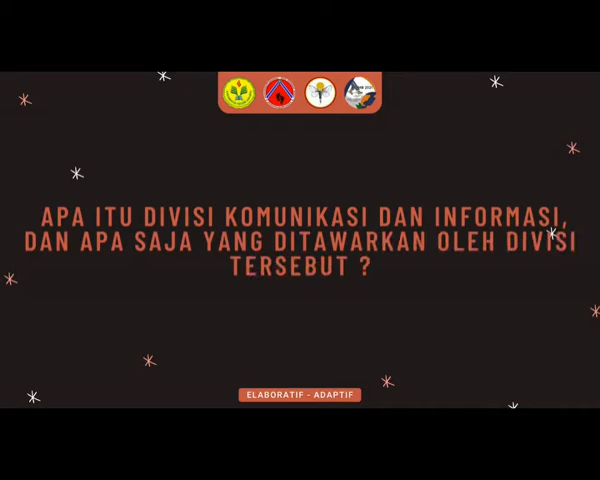 APA ITU DIVISI KOMUNIKASI DAN INFORMASI,
DAN APA SAJA YANG DITAWARKAN OLEH DIVISI
TERSEBUT ?
ELABORATIF - ADAPTIF